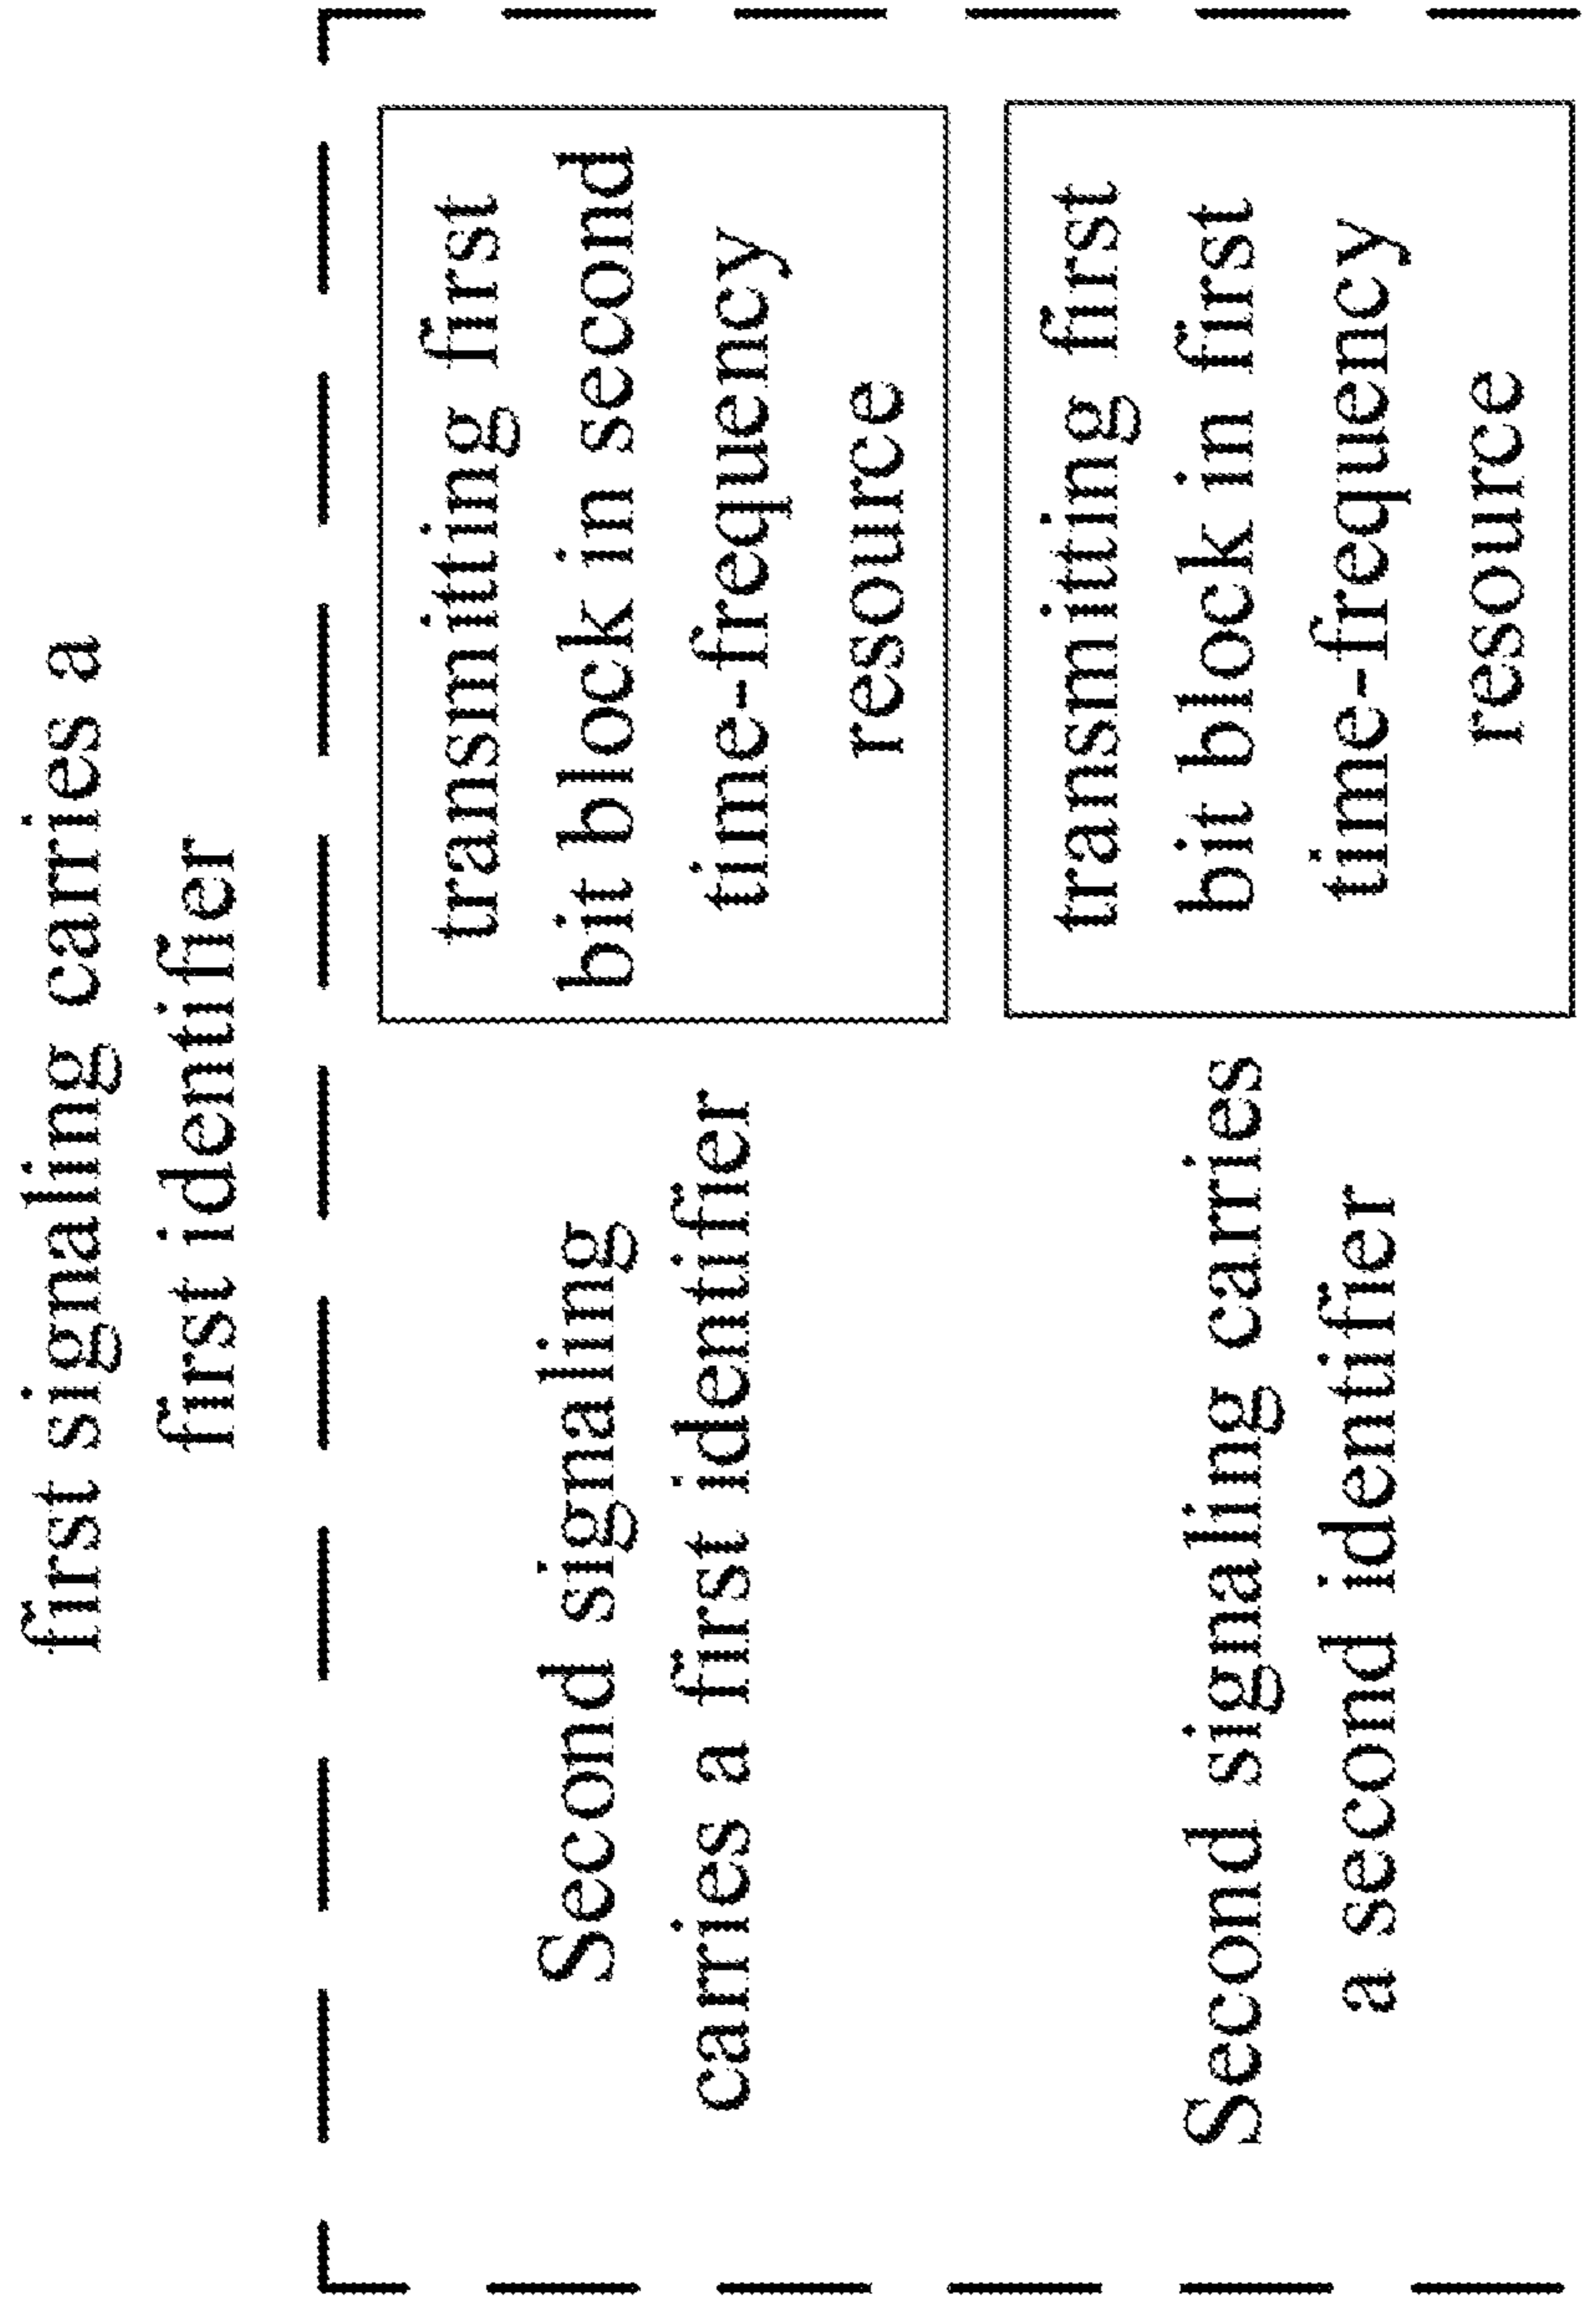 first signaling carries a
first identifier
Second signaling
carries a first identifier
transmitting first
bit block in second
time-frequency
resource
Second signaling carries
a second identifier
transmitting first
bit block in first
time-frequency
resource